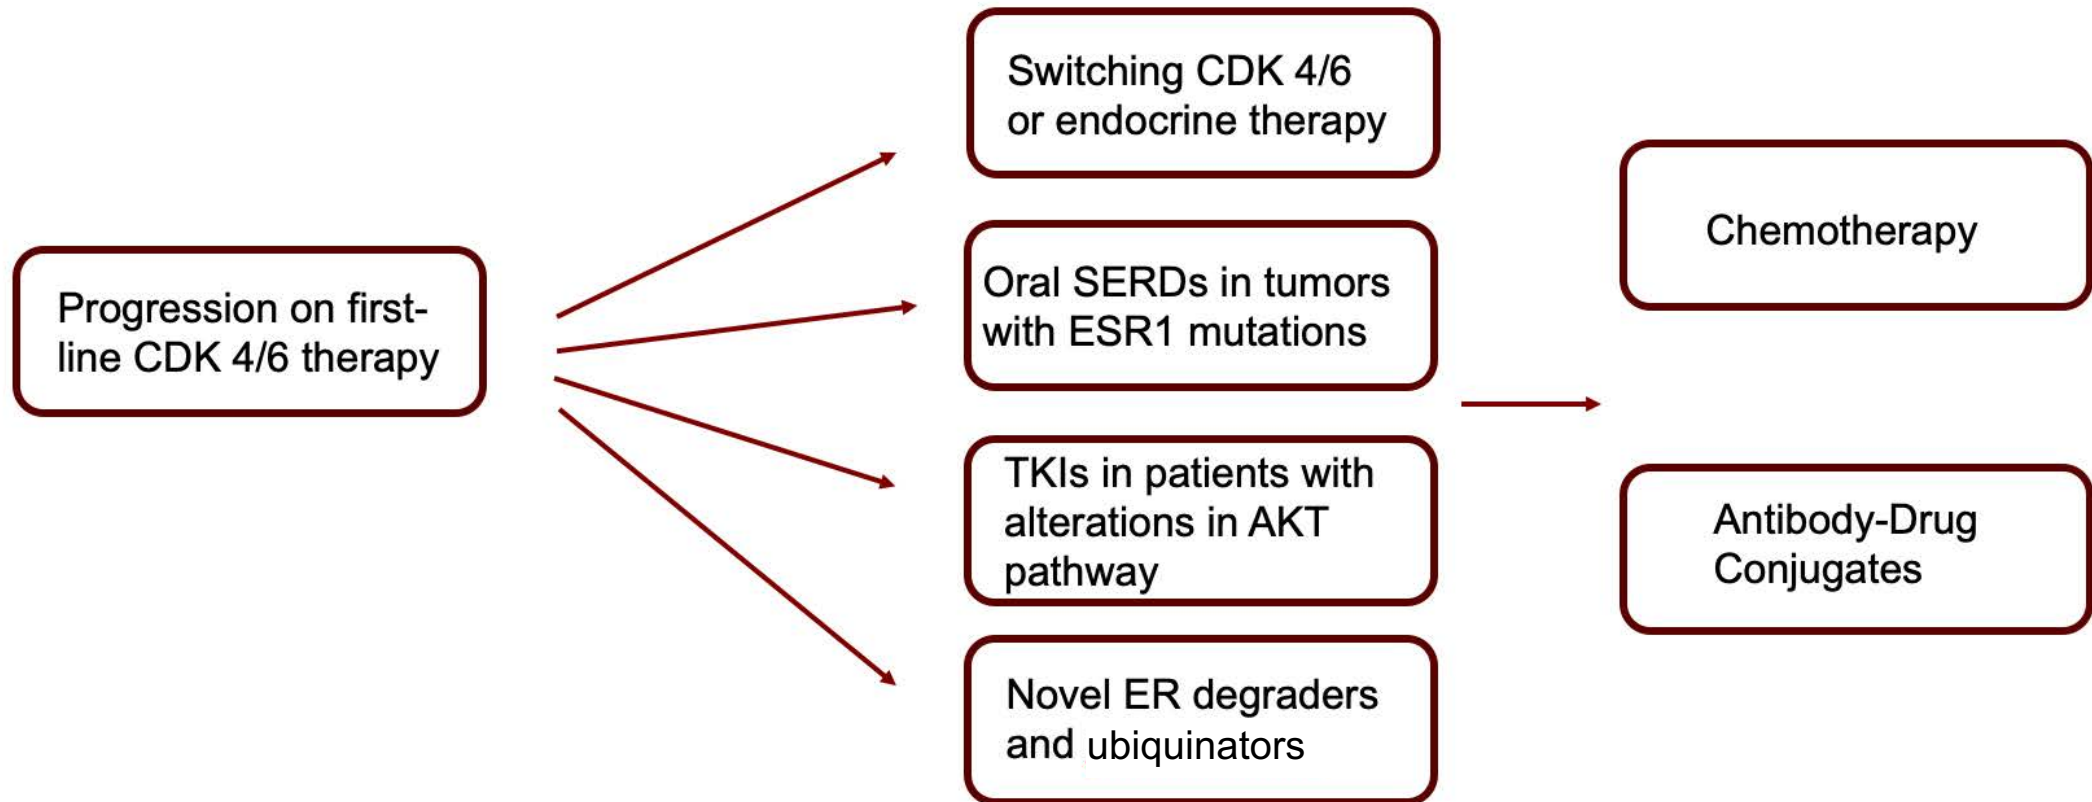 Progression on first-
line CDK 4/6 therapy
Switching CDK 4/6
or endocrine therapy
Oral SERDs in tumors
with ESR1 mutations
TKIs in patients with
alterations in AKT
pathway
Novel ER degraders
and ubiquinators
Chemotherapy
Antibody-Drug
Conjugates